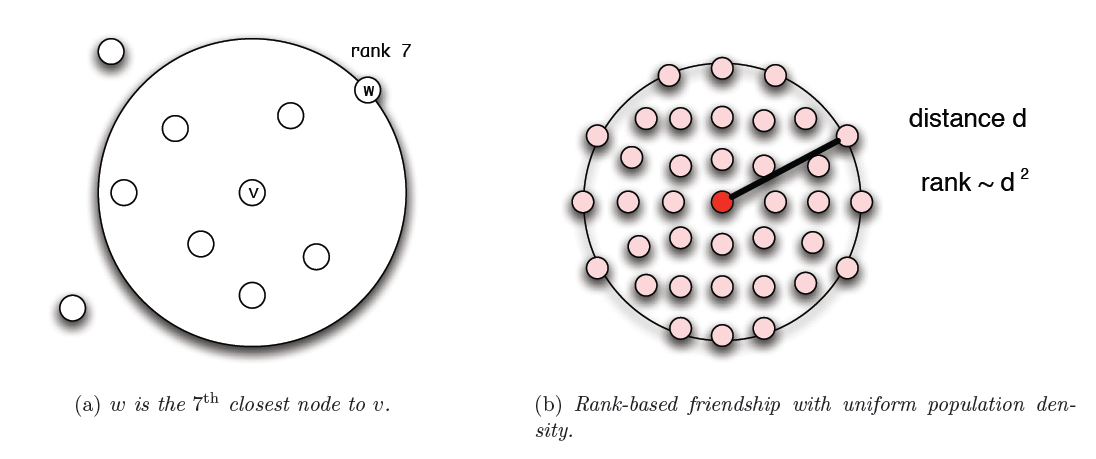 rank 7
w
v
(a) w is the 7th closest node to v.
distance d
rank ~ d 2
(b) Rank-based friendship with uniform population den-
sity.